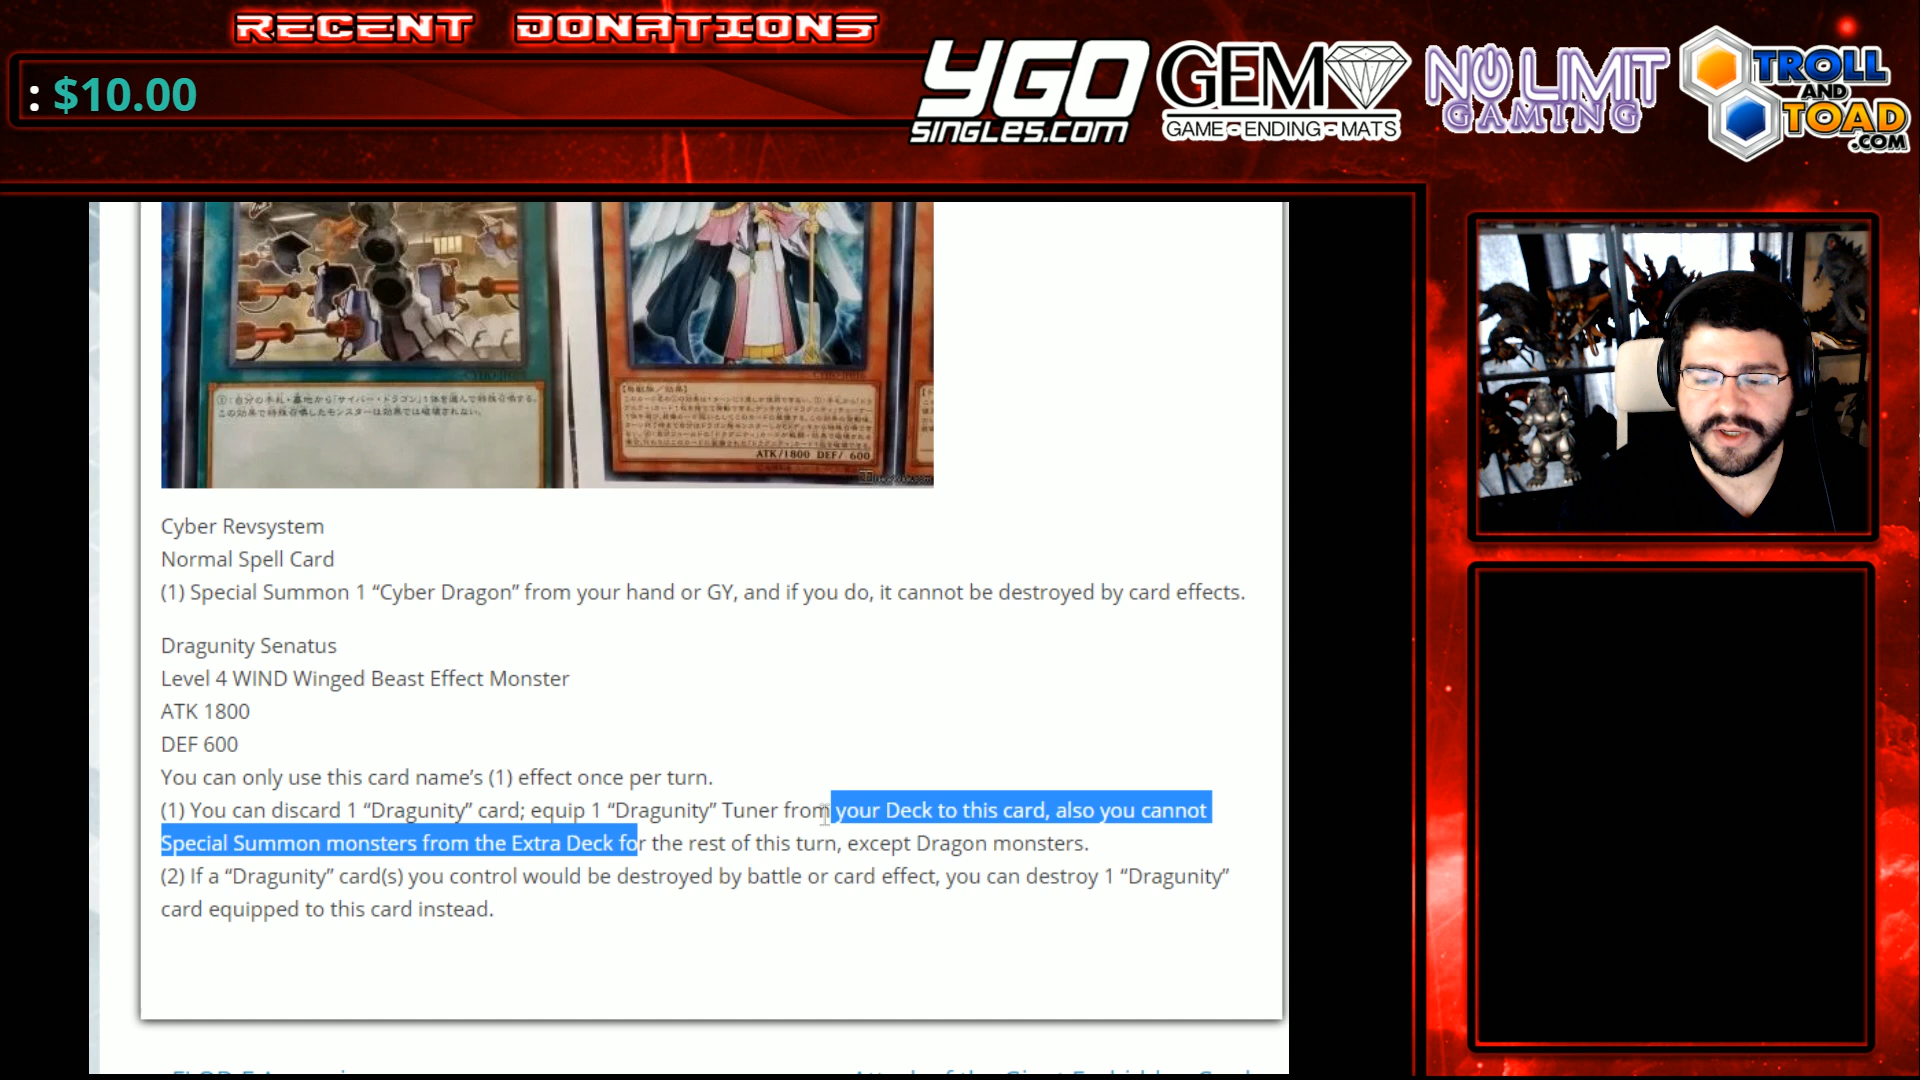 RECENT DONATIONS
: $10.00
YGO
SINGLES.COM
GEM
GAME-ENDING-MATS
NO LIMIT
GAMING
TROLL
AND
TOAD
.COM
ATK/1800 DEF/ 600
Cyber Revsystem
Normal Spell Card
(1) Special Summon 1 “Cyber Dragon” from your hand or GY, and if you do, it cannot be destroyed by card effects.
Dragunity Senatus
Level 4 WIND Winged Beast Effect Monster
ATK 1800
DEF 600
You can only use this card name’s (1) effect once per turn.
(1) You can discard 1 “Dragunity” card; equip 1 “Dragunity” Tuner from your Deck to this card, also you cannot
Special Summon monsters from the Extra Deck for the rest of this turn, except Dragon monsters.
(2) If a “Dragunity” card(s) you control would be destroyed by battle or card effect, you can destroy 1 “Dragunity”
card equipped to this card instead.